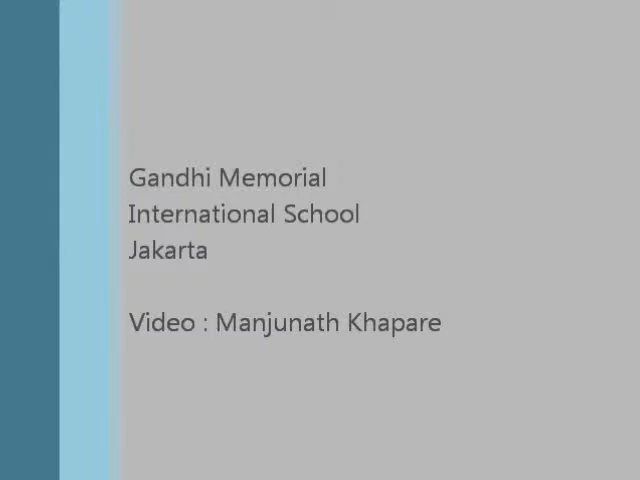 Gandhi Memorial
International School
Jakarta
Video : Manjunath Khapare